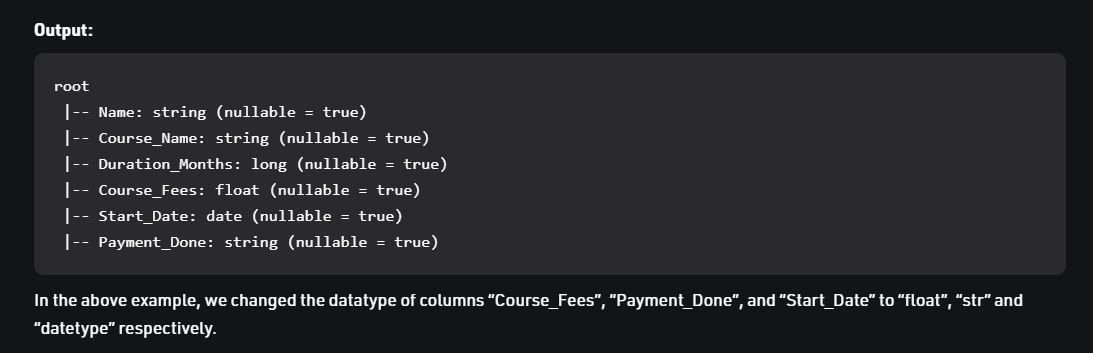 Output:
root
 |-- Name: string (nullable = true)
 |-- Course_Name: string (nullable = true)
 |-- Duration_Months: long (nullable = true)
 |-- Course_Fees: float (nullable = true)
 |-- Start_Date: date (nullable = true)
 |-- Payment_Done: string (nullable = true)
In the above example, we changed the datatype of columns “Course_Fees”, “Payment_Done”, and “Start_Date” to “float”, “str” and
“datetype” respectively.